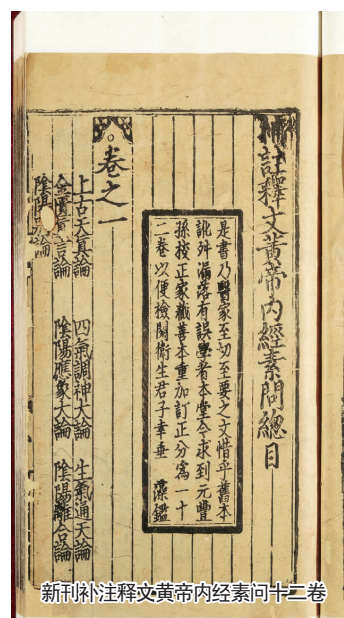 補註釋文黄帝内經素問總目
是書乃醫家至切至要之文惜乎舊本
訛舛漏落有誤學者本堂今求到元豐
孫校正家藏善本重加訂正分爲一十
二卷以便檢閱衛生君子幸垂 藻鑑
卷之一
上古天真論 四氣調神大論 生氣通天論
金匱真言論 陰陽應象大論 陰陽離合論
陰陽别論
新刊补注释文黄帝内经素问十二卷